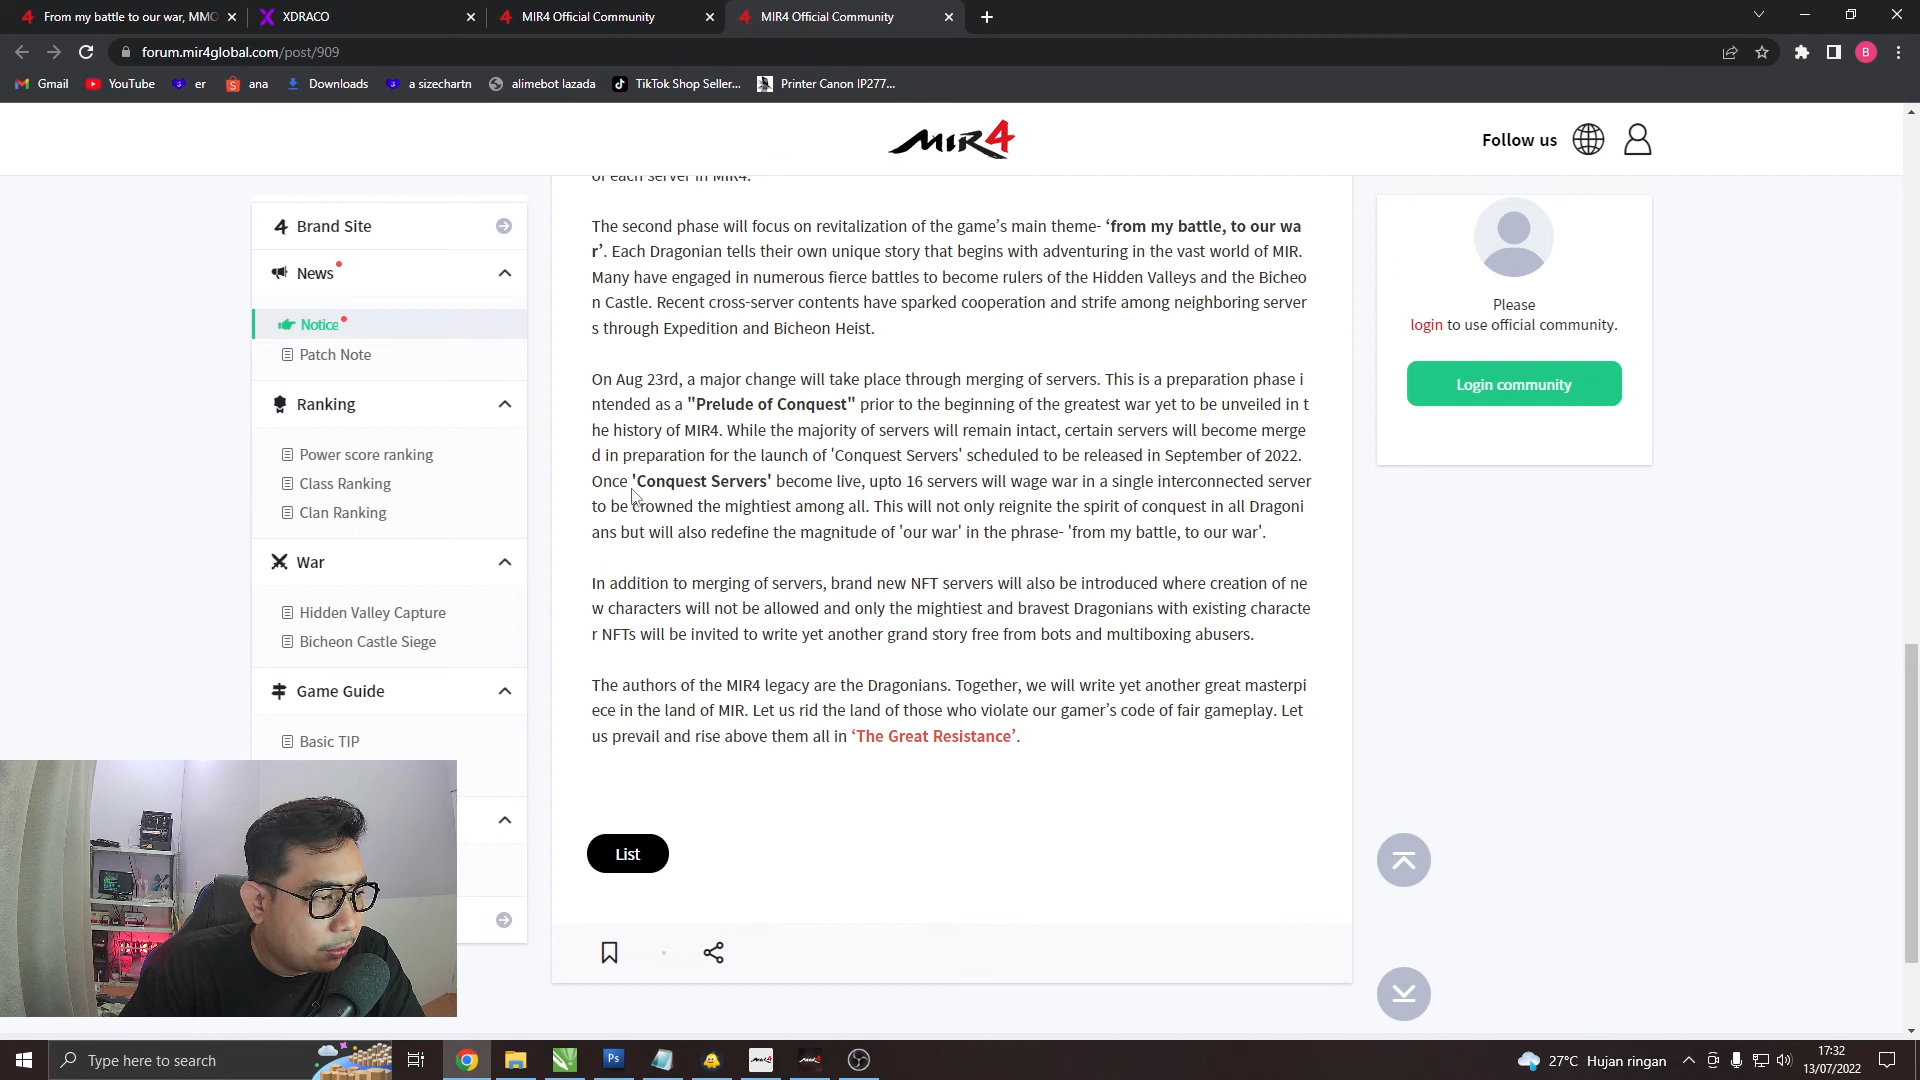 From my battle to our war, MMO
XDRACO
MIR4 Official Community
MIR4 Official Community
forum.mir4global.com/post/909
B
Gmail
YouTube
er
ana
Downloads
a sizechartn
alimebot lazada
TikTok Shop Seller...
Printer Canon IP277...
MIR4
Follow us
Brand Site
News
Notice
Patch Note
Ranking
Power score ranking
Class Ranking
Clan Ranking
War
Hidden Valley Capture
Bicheon Castle Siege
Game Guide
Basic TIP
of each server in MIR4.
The second phase will focus on revitalization of the game’s main theme- ‘from my battle, to our wa
r’. Each Dragonian tells their own unique story that begins with adventuring in the vast world of MIR.
Many have engaged in numerous fierce battles to become rulers of the Hidden Valleys and the Bicheo
n Castle. Recent cross-server contents have sparked cooperation and strife among neighboring server
s through Expedition and Bicheon Heist.
On Aug 23rd, a major change will take place through merging of servers. This is a preparation phase i
ntended as a "Prelude of Conquest" prior to the beginning of the greatest war yet to be unveiled in t
he history of MIR4. While the majority of servers will remain intact, certain servers will become merge
d in preparation for the launch of 'Conquest Servers' scheduled to be released in September of 2022.
Once 'Conquest Servers' become live, upto 16 servers will wage war in a single interconnected server
to be crowned the mightiest among all. This will not only reignite the spirit of conquest in all Dragoni
ans but will also redefine the magnitude of 'our war' in the phrase- 'from my battle, to our war'.
In addition to merging of servers, brand new NFT servers will also be introduced where creation of ne
w characters will not be allowed and only the mightiest and bravest Dragonians with existing characte
r NFTs will be invited to write yet another grand story free from bots and multiboxing abusers.
The authors of the MIR4 legacy are the Dragonians. Together, we will write yet another great masterpi
ece in the land of MIR. Let us rid the land of those who violate our gamer’s code of fair gameplay. Let
us prevail and rise above them all in ‘The Great Resistance’.
List
Please
login to use official community.
Login community
Type here to search
Ps
27°C Hujan ringan
17:32
13/07/2022